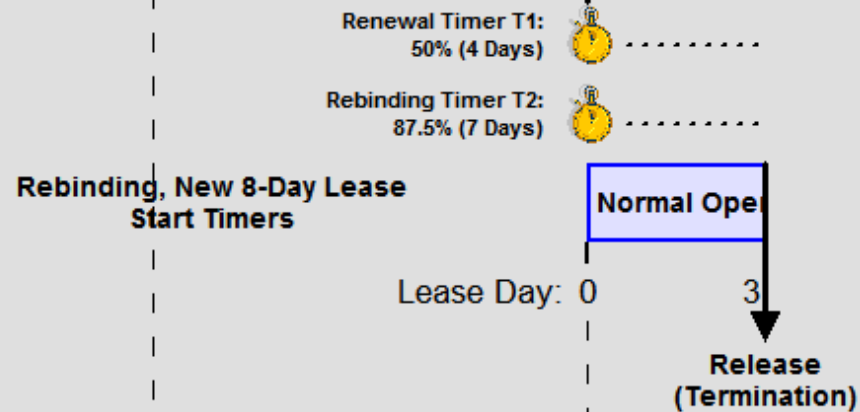 Renewal Timer T1:
50% (4 Days)
Rebinding Timer T2:
87.5% (7 Days)
Rebinding, New 8-Day Lease
Start Timers
Normal Oper
Lease Day: 0 3
Release
(Termination)